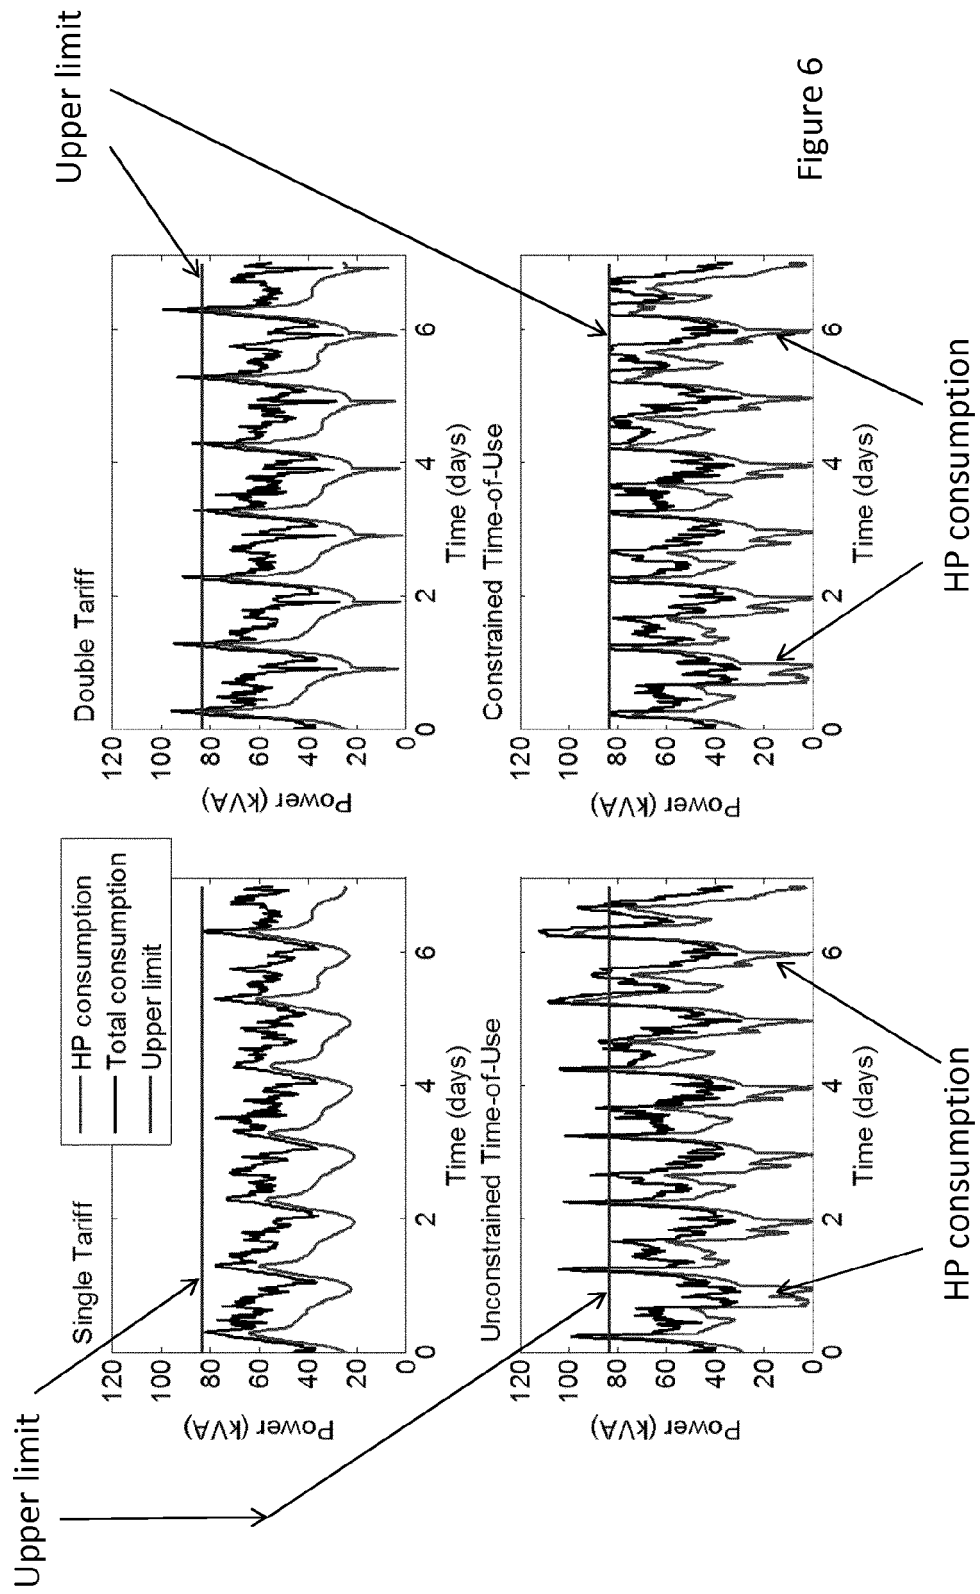 Upper limit
Upper limit
Single Tariff
HP consumption
Total consumption
Upper limit
Power (kVA)
120
100
80
60
40
20
0
0
2
4
6
Time (days)
Double Tariff
Power (kVA)
120
100
80
60
40
20
0
0
2
4
6
Time (days)
Unconstrained Time-of-Use
Power (kVA)
120
100
80
60
40
20
0
0
2
4
6
Time (days)
Constrained Time-of-Use
Power (kVA)
120
100
80
60
40
20
0
0
2
4
6
Time (days)
HP consumption
HP consumption
Figure 6